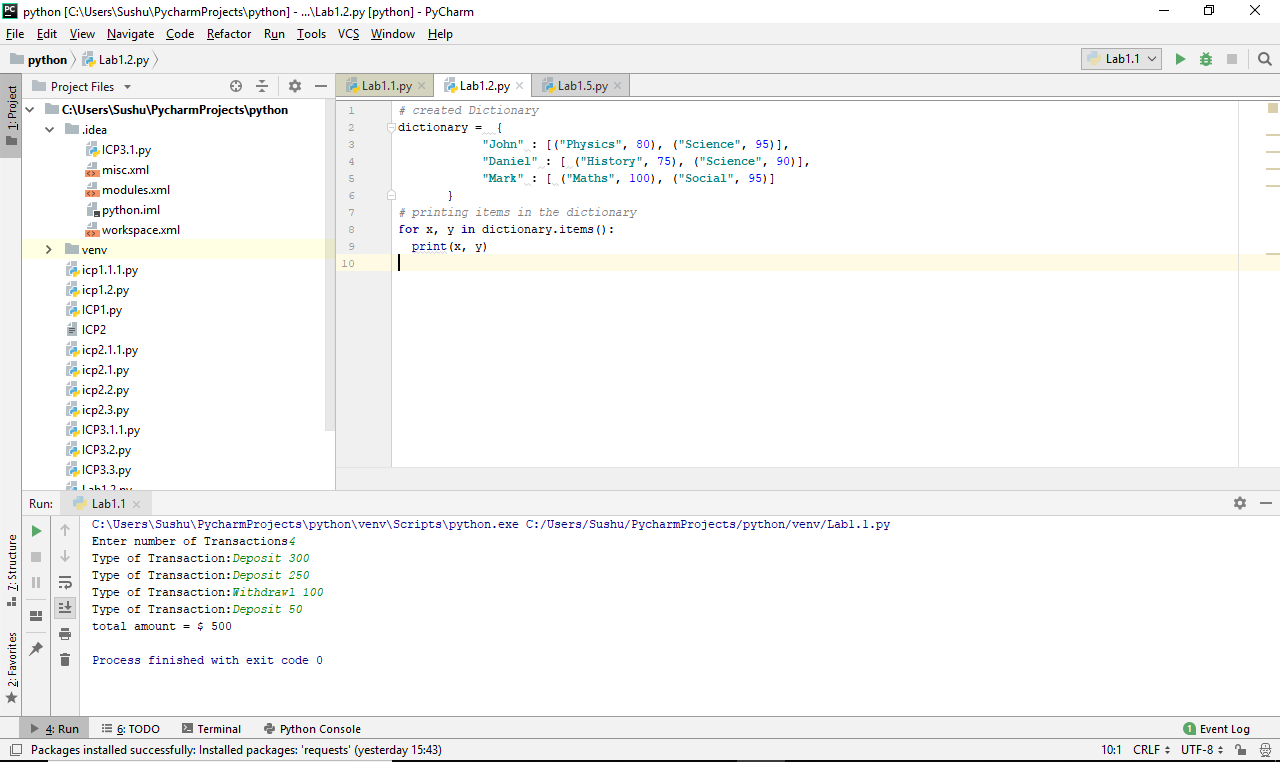 python [C:\Users\Sushu\PycharmProjects\python] - ...\Lab1.2.py [python] - PyCharm
File Edit View Navigate Code Refactor Run Tools VCS Window Help
python Lab1.2.py Lab1.1
1: Project
Project Files
C:\Users\Sushu\PycharmProjects\python
.idea
ICP3.1.py
misc.xml
modules.xml
python.iml
workspace.xml
venv
icp1.1.1.py
icp1.2.py
ICP1.py
ICP2
icp2.1.1.py
icp2.1.py
icp2.2.py
icp2.3.py
ICP3.1.1.py
ICP3.2.py
ICP3.3.py
Lab1.2.py
Lab1.1.py Lab1.2.py Lab1.5.py
1 # created Dictionary
2 dictionary = {
3 "John" : [("Physics", 80), ("Science", 95)],
4 "Daniel" : [ ("History", 75), ("Science", 90)],
5 "Mark" : [ ("Maths", 100), ("Social", 95)]
6 }
7 # printing items in the dictionary
8 for x, y in dictionary.items():
9 print(x, y)
10
Run: Lab1.1
7: Structure
2: Favorites
C:\Users\Sushu\PycharmProjects\python\venv\Scripts\python.exe C:/Users/Sushu/PycharmProjects/python/venv/Lab1.1.py
Enter number of Transactions4
Type of Transaction:Deposit 300
Type of Transaction:Deposit 250
Type of Transaction:Withdrawl 100
Type of Transaction:Deposit 50
total amount = $ 500
Process finished with exit code 0
4: Run 6: TODO Terminal Python Console 1 Event Log
Packages installed successfully: Installed packages: 'requests' (yesterday 15:43) 10:1 CRLF UTF-8